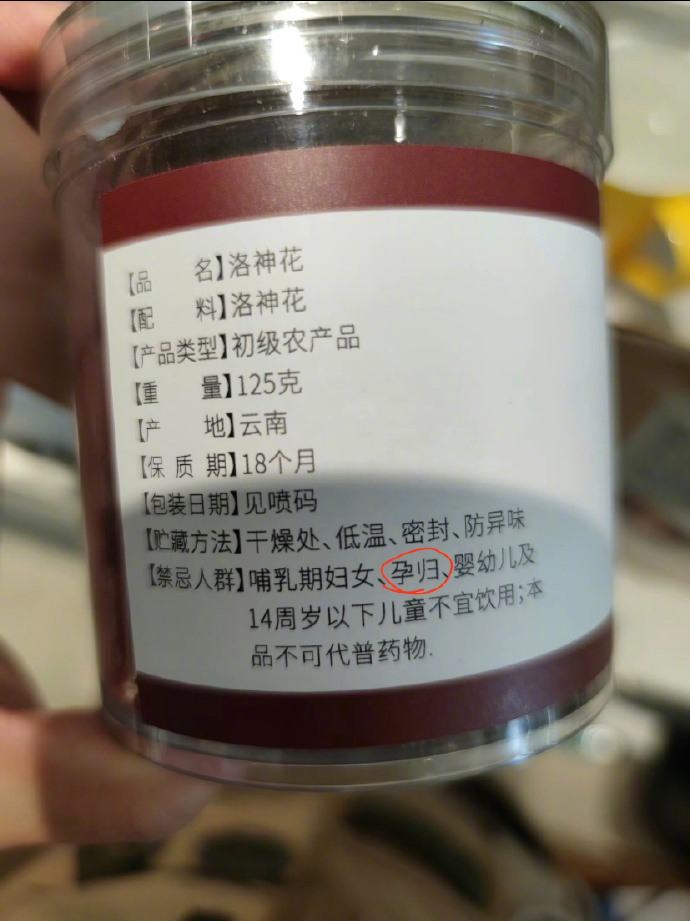 【品 名】洛神花
【配 料】洛神花
【产品类型】初级农产品
【重 量】125克
【产 地】云南
【保 质 期】18个月
【包装日期】见喷码
【贮藏方法】干燥处、低温、密封、防异味
【禁忌人群】哺乳期妇女、孕归、婴幼儿及
14周岁以下儿童不宜饮用；本
品不可代普药物.